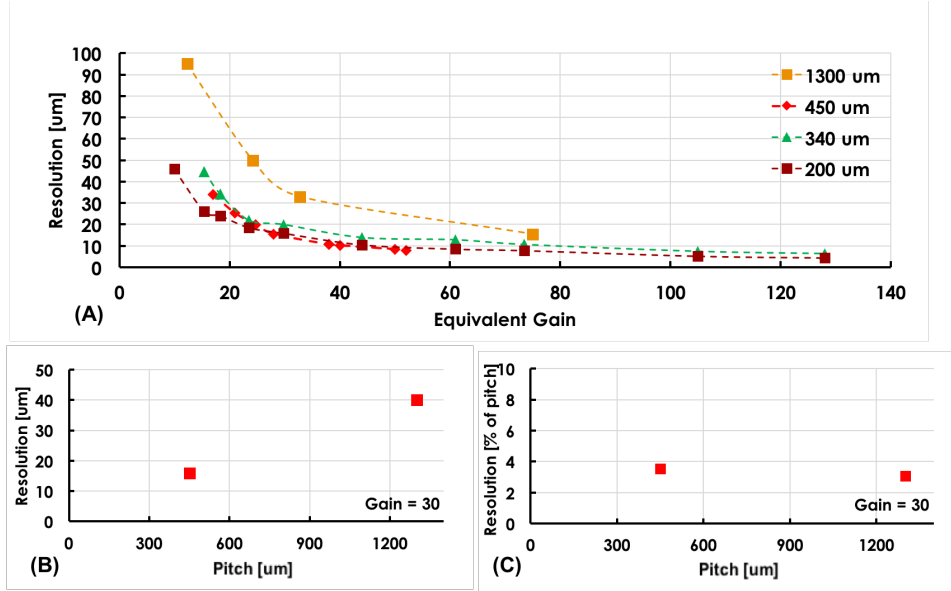 100
90
80
70
60
50
40
30
20
10
0
Resolution [um]
1300 um
450 um
340 um
200 um
0 20 40 60 80 100 120 140
Equivalent Gain
(A)
50
40
30
20
10
0
Resolution [um]
Gain = 30
0 300 600 900 1200
Pitch [um]
(B)
10
8
6
4
2
0
Resolution [% of pitch]
Gain = 30
0 300 600 900 1200
Pitch [um]
(C)